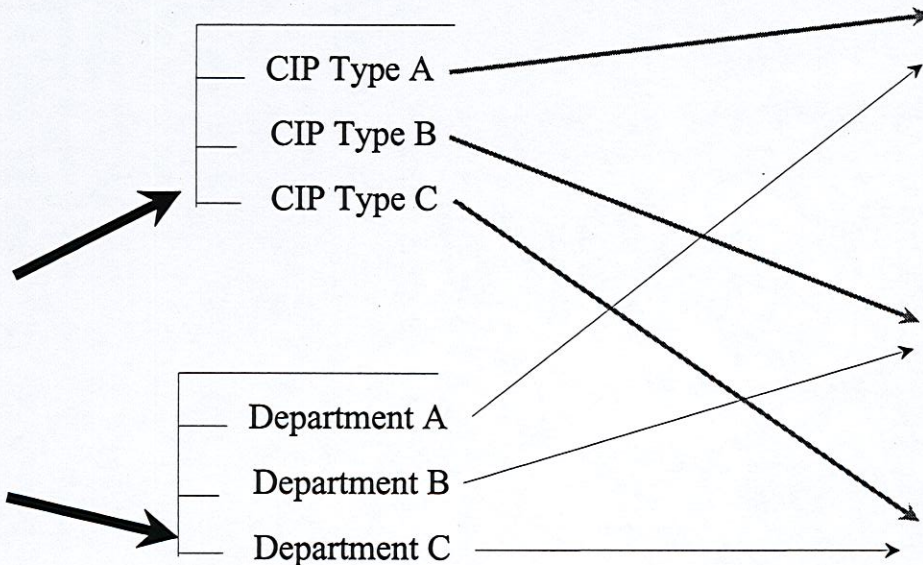 CIP Type A
CIP Type B
CIP Type C
Department A
Department B
Department C